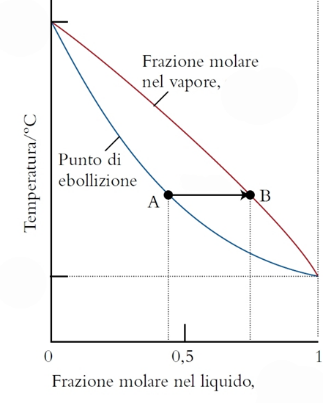 Frazione molare
nel vapore,
Temperatura/°C
Punto di
ebollizione
A
B
0
0,5
1
Frazione molare nel liquido,